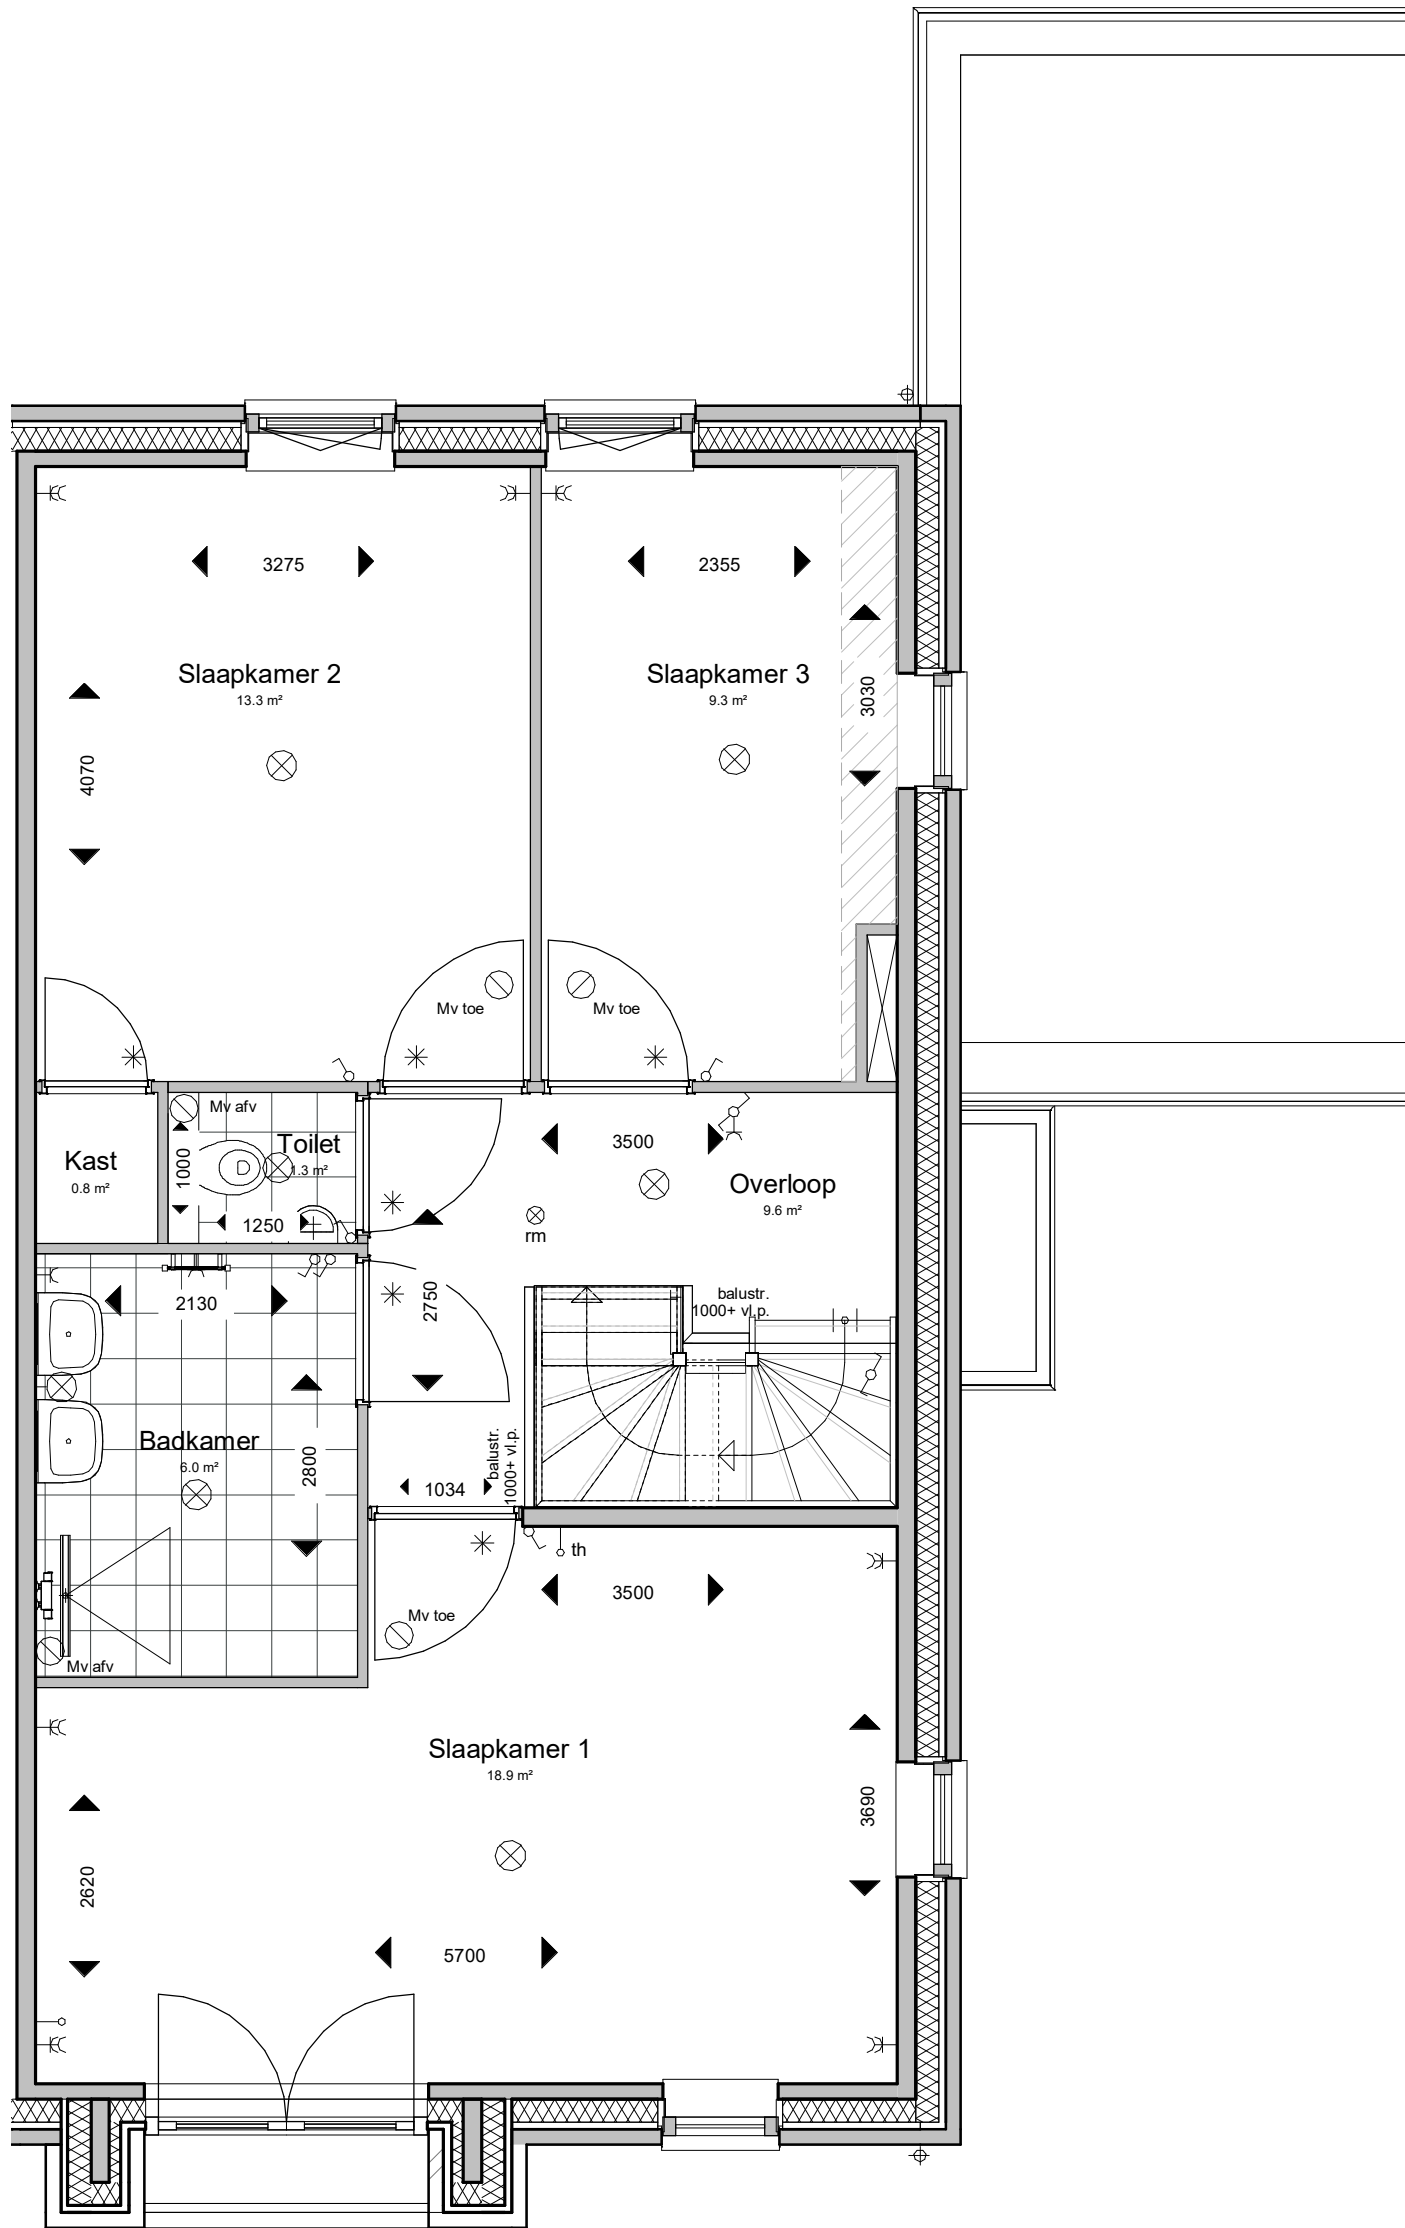 3275
2355
Slaapkamer 2
13.3 m²
Slaapkamer 3
9.3 m²
3030
4070
Mv toe
Mv toe
Mv afv
Toilet
1.3 m²
1000
1250
Kast
0.8 m²
3500
Overloop
9.6 m²
rm
2130
2750
balustr.
1000+ vl.p.
Badkamer
6.0 m²
2800
balustr.
1000+ vl.p.
1034
th
3500
Mv toe
Mv afv
Slaapkamer 1
18.9 m²
3690
2620
5700